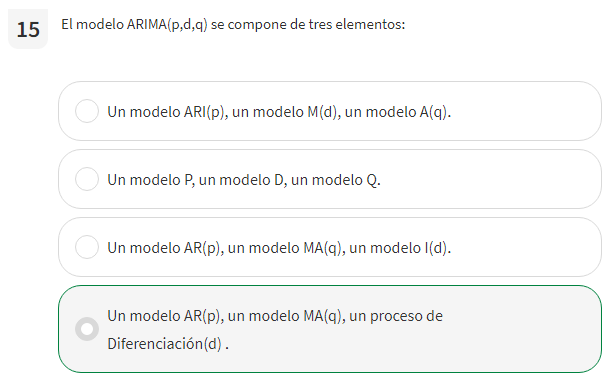 15
El modelo ARIMA(p,d,q) se compone de tres elementos:
Un modelo ARI(p), un modelo M(d), un modelo A(q).
Un modelo P, un modelo D, un modelo Q.
Un modelo AR(p), un modelo MA(q), un modelo I(d).
Un modelo AR(p), un modelo MA(q), un proceso de
Diferenciación(d) .